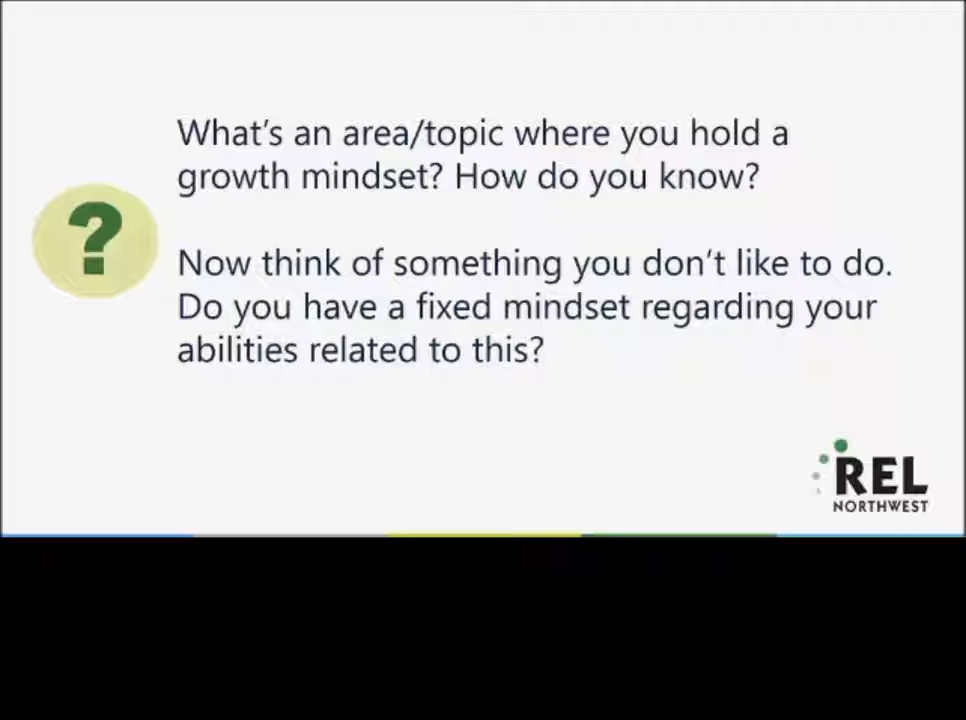 What's an area/topic where you hold a
growth mindset? How do you know?
Now think of something you don't like to do.
Do you have a fixed mindset regarding your
abilities related to this?
?
REL
NORTHWEST